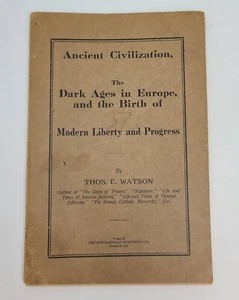 Ancient Civilization,
The
Dark Ages in Europe,
and the Birth of
Modern Liberty and Progress
By
THOS. E. WATSON
Author of "The Story of France," "Napoleon," "Life and
Times of Andrew Jackson," "Life and Times of Thomas
Jefferson," "The Roman Catholic Hierarchy," Etc.
Press of
THE JEFFERSONIAN PUBLISHING CO.
Thomson, Ga.